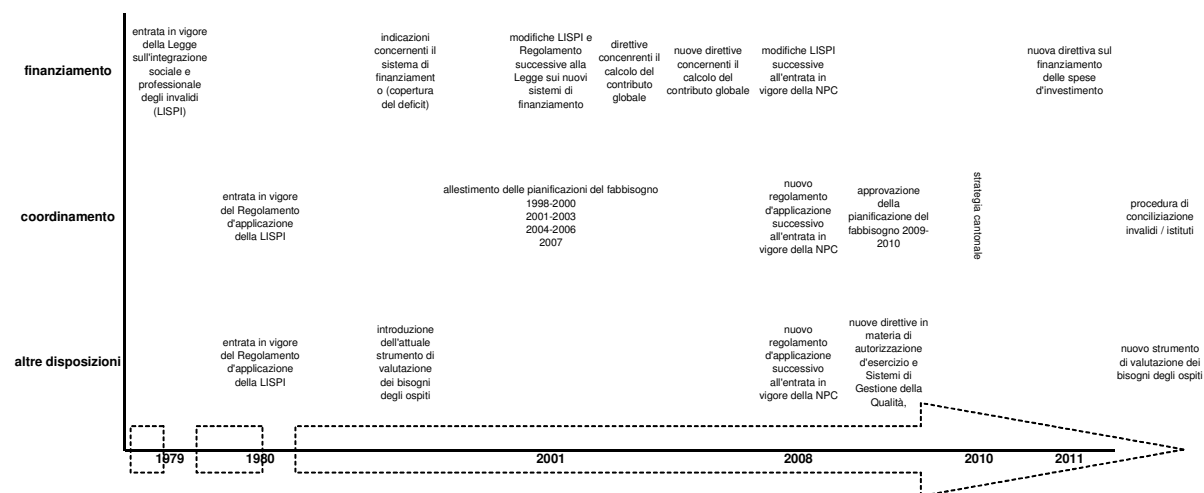 finanziamento
entrata in vigore
della Legge
sull'integrazione
sociale e
professionale
degli invalidi
(LISPI)
indicazioni
concernenti il
sistema di
finanziament
o (copertura
del deficit)
modifiche LISPI e
Regolamento
successive alla
Legge sui nuovi
sistemi di
finanziamento
direttive
concenrenti il
calcolo del
contributo
globale
nuove direttive
concernenti il
calcolo del
contributo globale
modifiche LISPI
successive
all'entrata in
vigore della NPC
nuova direttiva sul
finanziamento
delle spese
d'investimento
coordinamento
entrata in vigore
del Regolamento
d'applicazione
della LISPI
allestimento delle pianificazioni del fabbisogno
1998-2000
2001-2003
2004-2006
2007
nuovo
regolamento
d'applicazione
successivo
all'entrata in
vigore della NPC
approvazione
della
pianificazione del
fabbisogno 2009-
2010
strategia cantonale
procedura di
conciliziazione
invalidi / istituti
altre disposizioni
entrata in vigore
del Regolamento
d'applicazione
della LISPI
introduzione
dell'attuale
strumento di
valutazione
dei bisogni
degli ospiti
nuovo
regolamento
d'applicazione
successivo
all'entrata in
vigore della NPC
nuove direttive in
materia di
autorizzazione
d'esercizio e
Sistemi di
Gestione della
Qualità,
nuovo strumento
di valutazione dei
bisogni degli ospiti
1979
1980
2001
2008
2010
2011